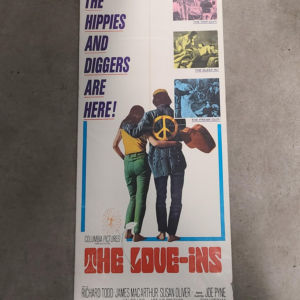 THE
HIPPIES
AND
DIGGERS
ARE
HERE!
COLUMBIA PICTURES
THE LOVE-INS
RICHARD TODD JAMES MACARTHUR SUSAN OLIVER
JOE PYNE